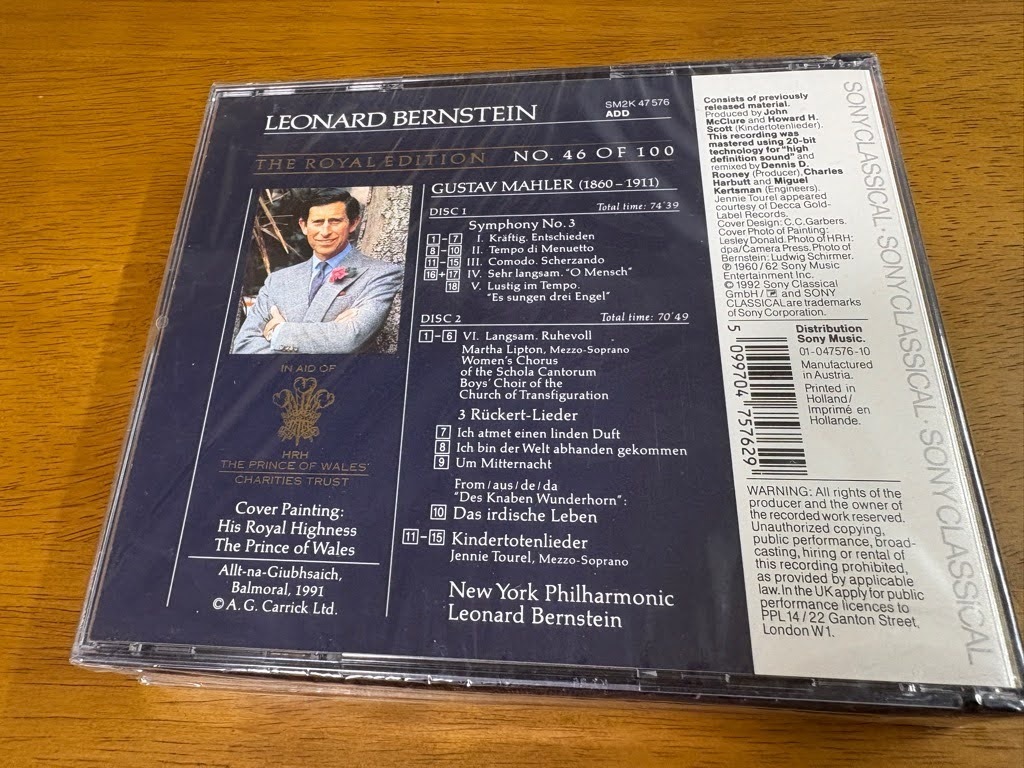 LEONARD BERNSTEIN
SM2K 47576
ADD
THE ROYAL EDITION NO. 46 OF 100
GUSTAV MAHLER (1860–1911)
DISC 1 Total time: 74'39
Symphony No. 3
1–7 I. Kräftig. Entschieden
8–10 II. Tempo di Menuetto
11–15 III. Comodo. Scherzando
16+17 IV. Sehr langsam. "O Mensch"
18 V. Lustig im Tempo.
"Es sungen drei Engel"
DISC 2 Total time: 70'49
1–6 VI. Langsam. Ruhevoll
Martha Lipton, Mezzo-Soprano
Women's Chorus
of the Schola Cantorum
Boys' Choir of the
Church of Transfiguration
3 Rückert-Lieder
7 Ich atmet einen linden Duft
8 Ich bin der Welt abhanden gekommen
9 Um Mitternacht
From/aus/de/da
"Des Knaben Wunderhorn":
10 Das irdische Leben
11–15 Kindertotenlieder
Jennie Tourel, Mezzo-Soprano
New York Philharmonic
Leonard Bernstein
IN AID OF
HRH
THE PRINCE OF WALES'
CHARITIES TRUST
Cover Painting:
His Royal Highness
The Prince of Wales
Allt-na-Giubhsaich,
Balmoral, 1991
© A. G. Carrick Ltd.
Consists of previously
released material.
Produced by John
McClure and Howard H.
Scott (Kindertotenlieder).
This recording was
mastered using 20-bit
technology for "high
definition sound" and
remixed by Dennis D.
Rooney (Producer), Charles
Harbutt and Miguel
Kertsman (Engineers).
Jennie Tourel appeared
courtesy of Decca Gold-
Label Records.
Cover Design: C.C. Garbers.
Cover Photo of Painting:
Lesley Donald. Photo of HRH:
dpa/Camera Press. Photo of
Bernstein: Ludwig Schirmer.
℗ 1960/62 Sony Music
Entertainment Inc.
© 1992 Sony Classical
GmbH/ and SONY
CLASSICAL are trademarks
of Sony Corporation.
5 099704 757629
Distribution
Sony Music.
01-047576-10
Manufactured
in Austria.
Printed in
Holland/
Imprimé en
Hollande.
WARNING: All rights of the
producer and the owner of
the recorded work reserved.
Unauthorized copying,
public performance, broad-
casting, hiring or rental of
this recording prohibited,
as provided by applicable
law. In the UK apply for public
performance licences to
PPL 14/22 Ganton Street,
London W1.
SONY CLASSICAL · SONY CLASSICAL · SONY CLASSICAL